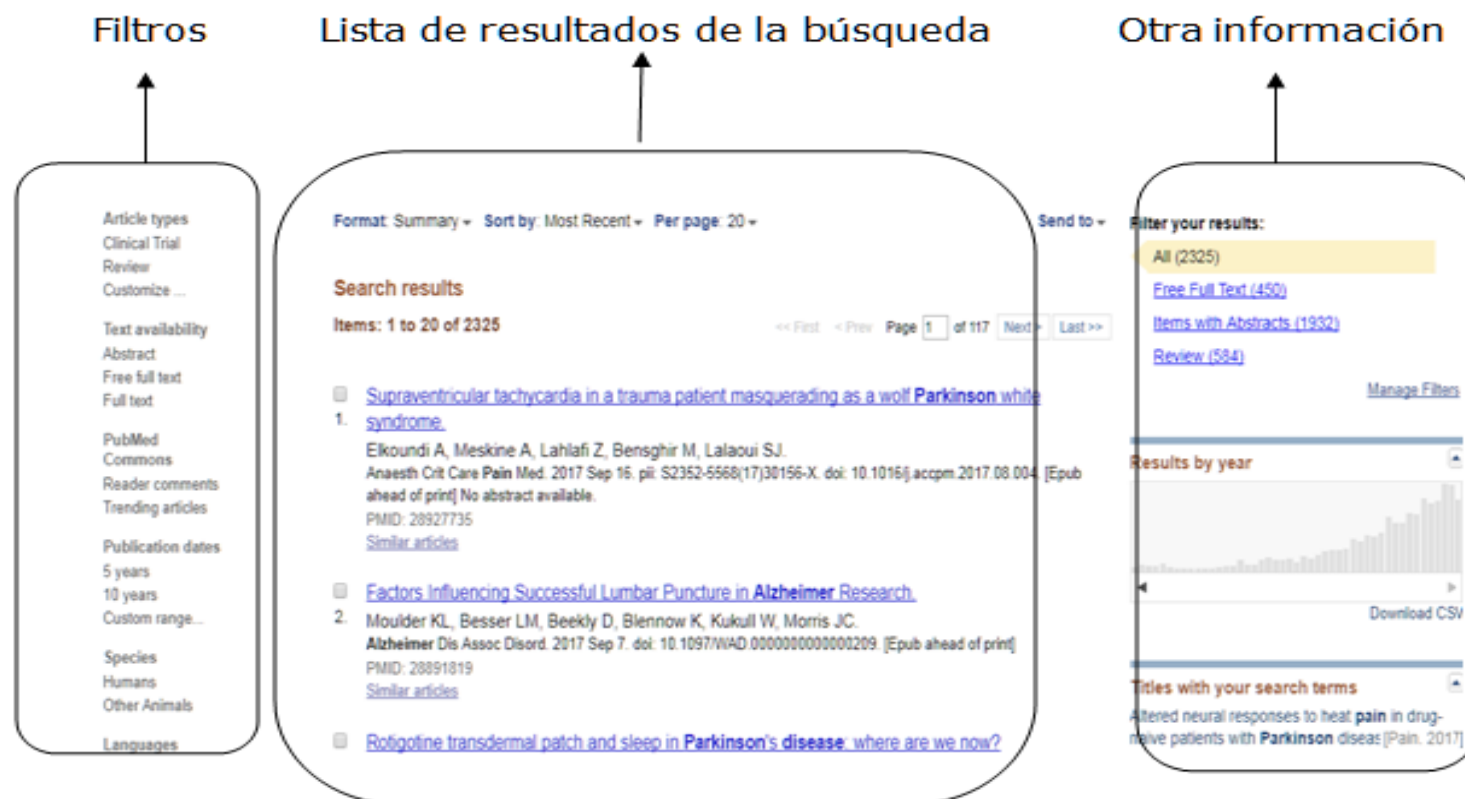 Filtros
Lista de resultados de la búsqueda
Otra información
Article types
Clinical Trial
Review
Customize ...
Text availability
Abstract
Free full text
Full text
PubMed
Commons
Reader comments
Trending articles
Publication dates
5 years
10 years
Custom range...
Species
Humans
Other Animals
Languages
Format: Summary Sort by: Most Recent Per page: 20 Send to
Search results
Items: 1 to 20 of 2325
<< First < Prev Page 1 of 117 Next > Last >>
Supraventricular tachycardia in a trauma patient masquerading as a wolf Parkinson white
1. syndrome.
Elkoundi A, Meskine A, Lahlafi Z, Bensghir M, Lalaoui SJ.
Anaesth Crit Care Pain Med. 2017 Sep 16. pii: S2352-5568(17)30156-X. doi: 10.1016/j.accpm.2017.08.004. [Epub
ahead of print] No abstract available.
PMID: 28927735
Similar articles
Factors Influencing Successful Lumbar Puncture in Alzheimer Research.
2. Moulder KL, Besser LM, Beekly D, Blennow K, Kukull W, Morris JC.
Alzheimer Dis Assoc Disord. 2017 Sep 7. doi: 10.1097/WAD.0000000000000209. [Epub ahead of print]
PMID: 28891819
Similar articles
Rotigotine transdermal patch and sleep in Parkinson's disease: where are we now?
Filter your results:
All (2325)
Free Full Text (450)
Items with Abstracts (1932)
Review (584)
Manage Filters
Results by year
Download CSV
Titles with your search terms
Altered neural responses to heat pain in drug-
naive patients with Parkinson diseas [Pain. 2017]